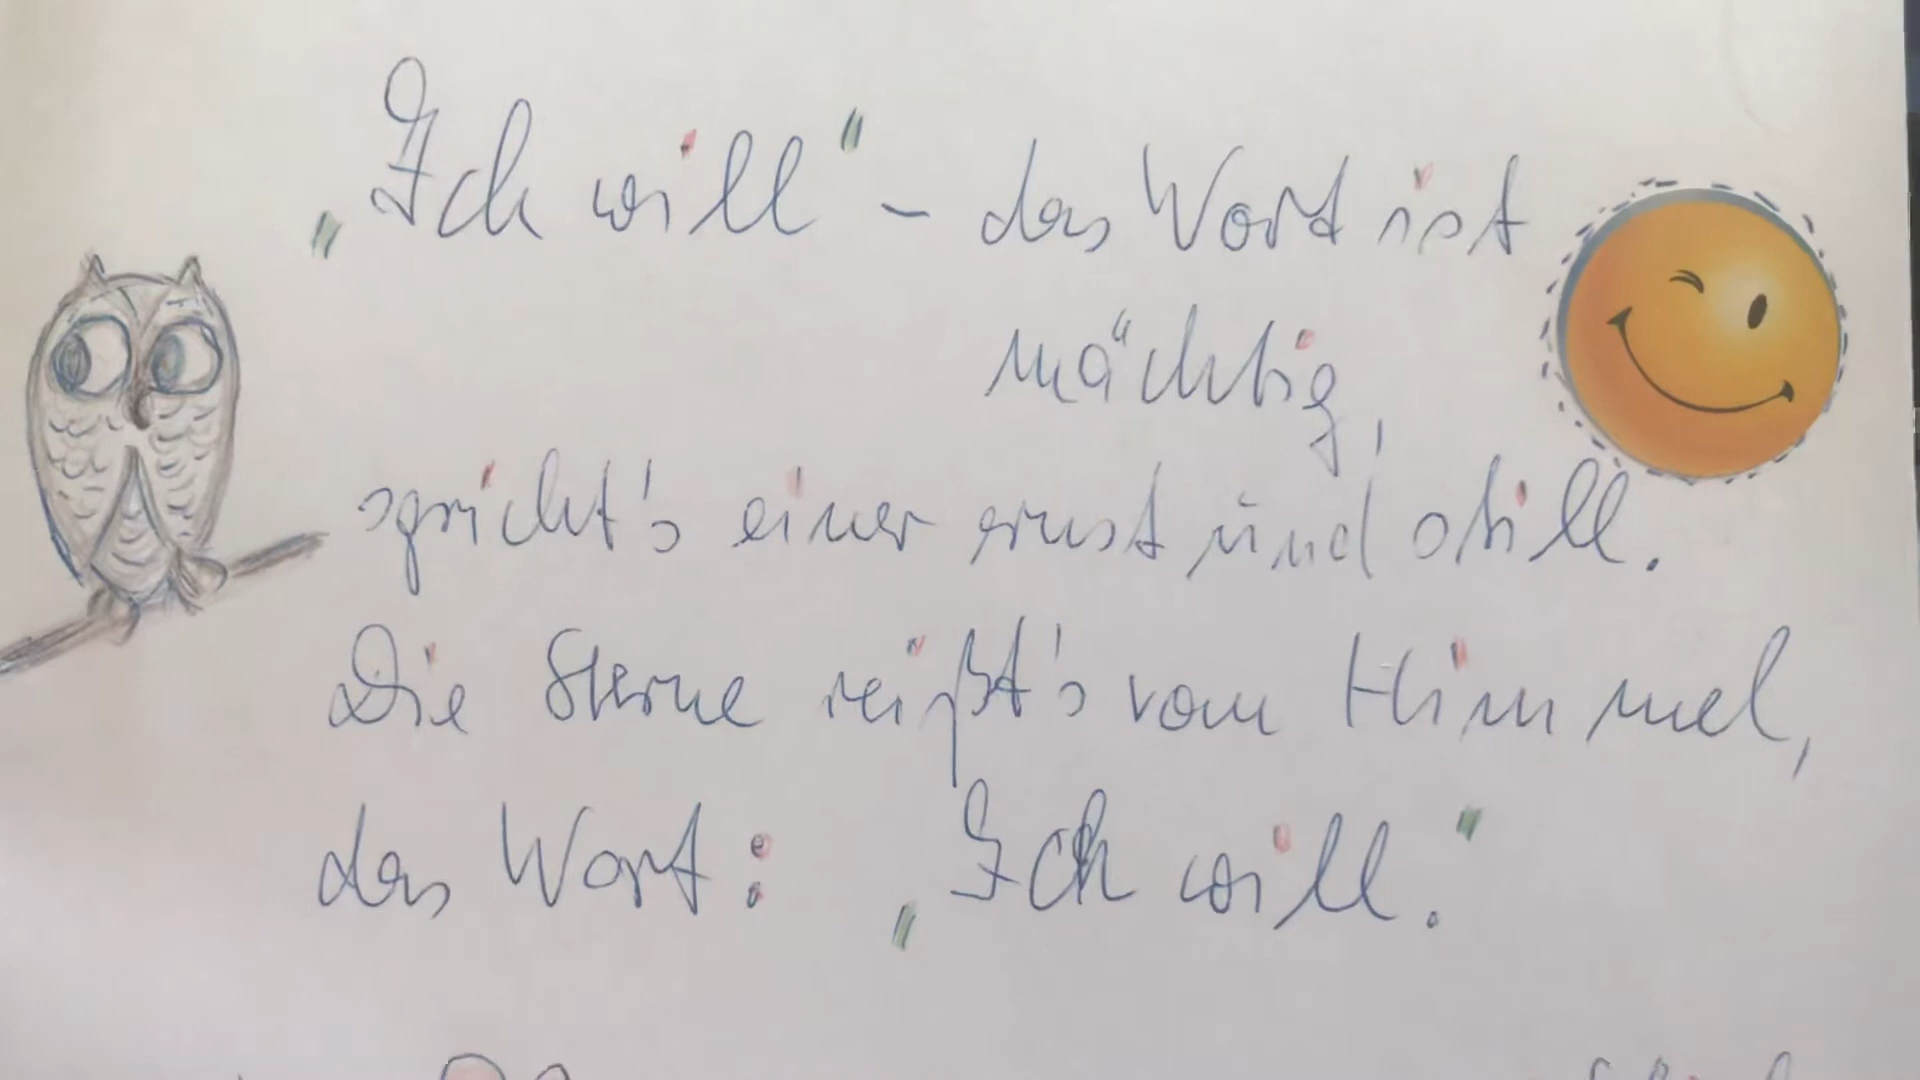 „Ich will" – das Wort ist
mächtig,
spricht's einer ernst und still.
Die Sterne reißt's vom Himmel,
das Wort: „Ich will."